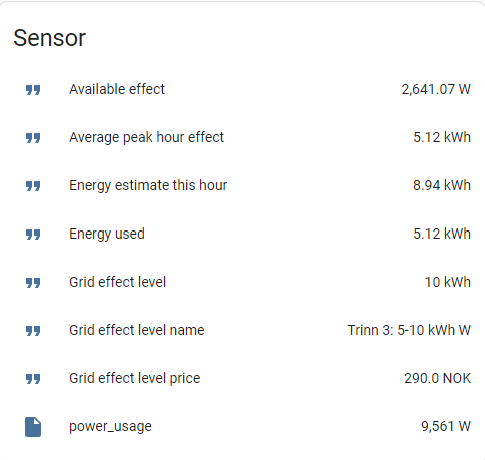 Sensor
Available effect 2,641.07 W
Average peak hour effect 5.12 kWh
Energy estimate this hour 8.94 kWh
Energy used 5.12 kWh
Grid effect level 10 kWh
Grid effect level name Trinn 3: 5-10 kWh W
Grid effect level price 290.0 NOK
power_usage 9,561 W